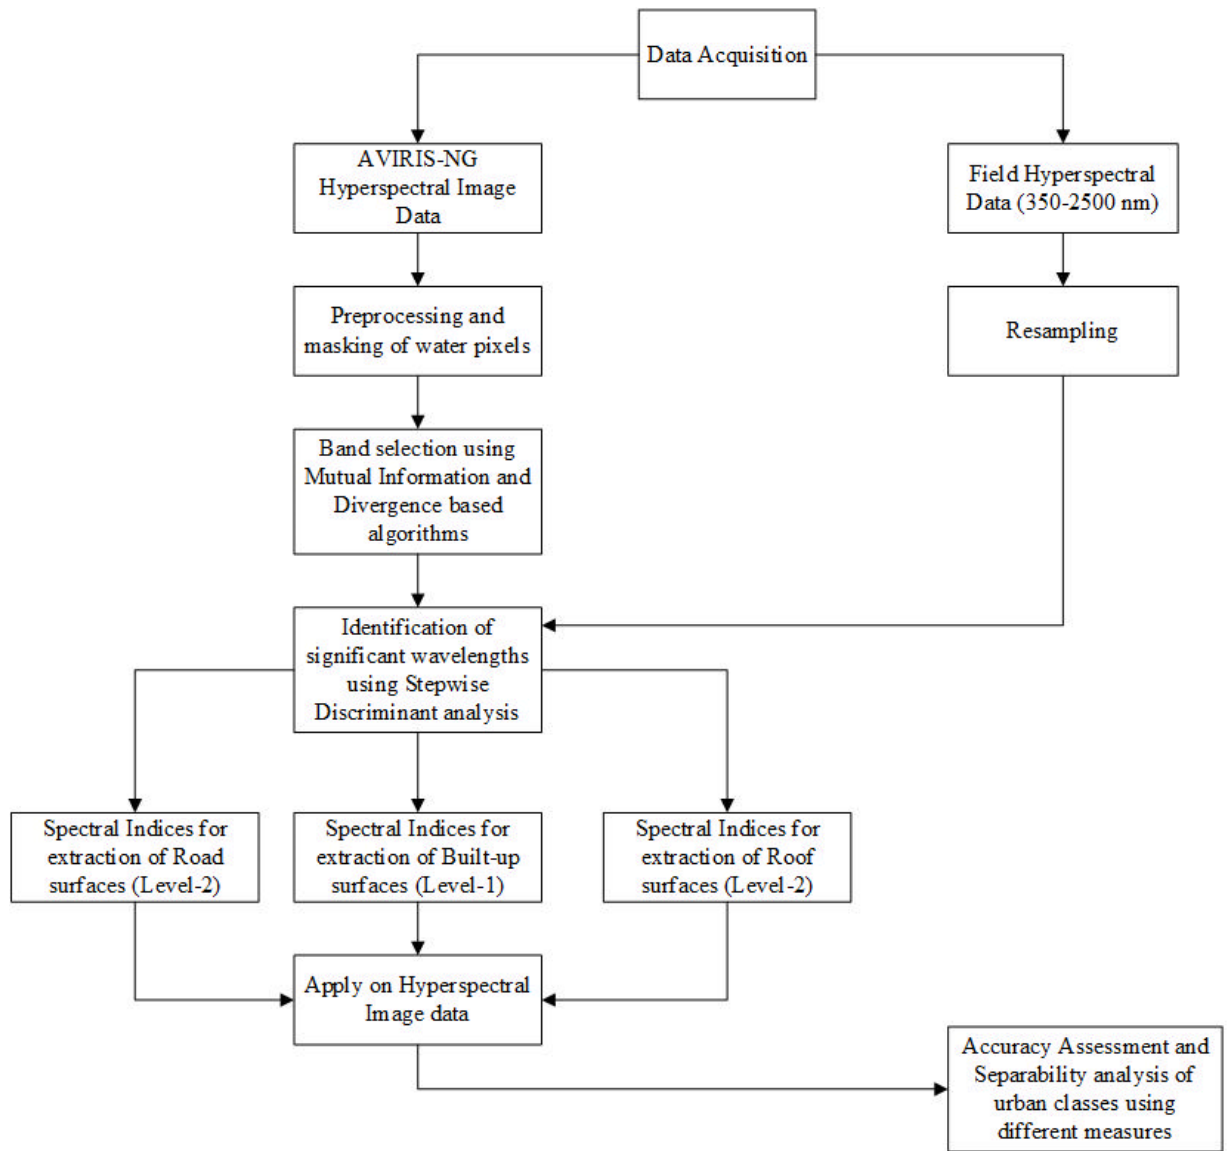 Data Acquisition
AVIRIS-NG
Hyperspectral Image
Data
Field Hyperspectral
Data (350-2500 nm)
Preprocessing and
masking of water pixels
Resampling
Band selection using
Mutual Information and
Divergence based
algorithms
Identification of
significant wavelengths
using Stepwise
Discriminant analysis
Spectral Indices for
extraction of Road
surfaces (Level-2)
Spectral Indices for
extraction of Built-up
surfaces (Level-1)
Spectral Indices for
extraction of Roof
surfaces (Level-2)
Apply on Hyperspectral
Image data
Accuracy Assessment and
Separability analysis of
urban classes using
different measures